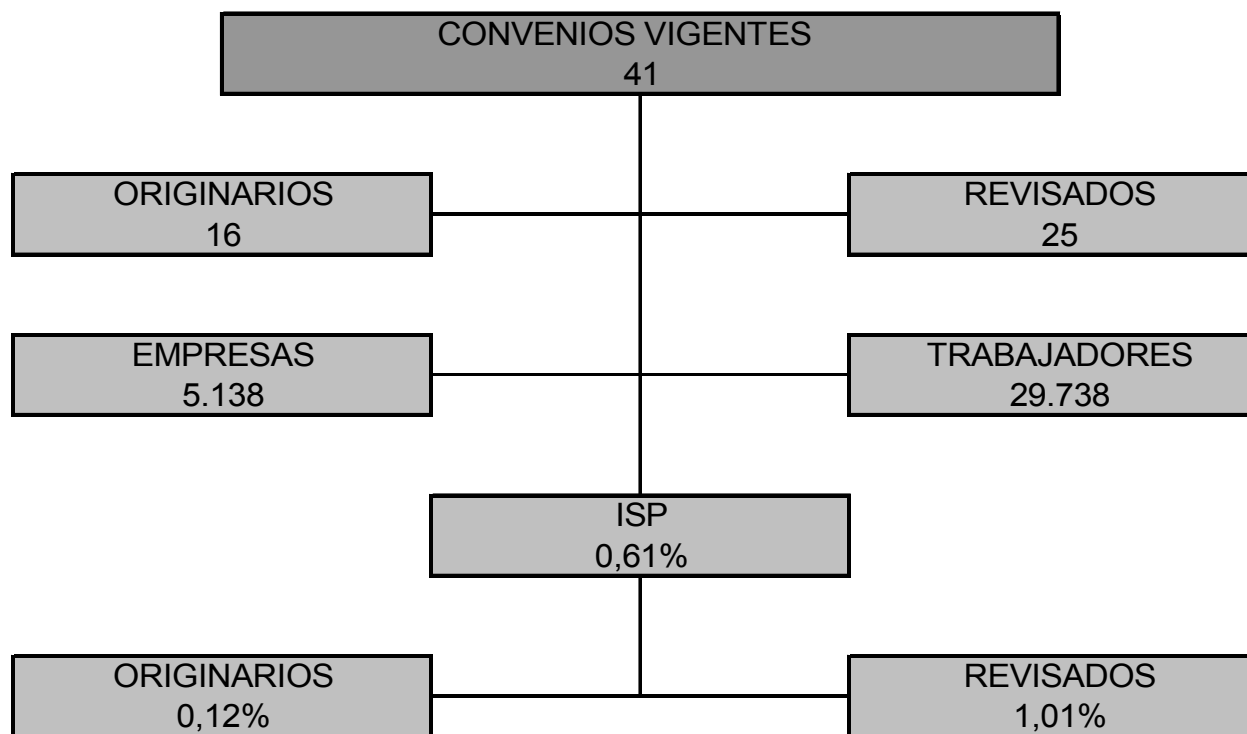 CONVENIOS VIGENTES
41
ORIGINARIOS
16
REVISADOS
25
EMPRESAS
5.138
TRABAJADORES
29.738
ISP
0,61%
ORIGINARIOS
0,12%
REVISADOS
1,01%